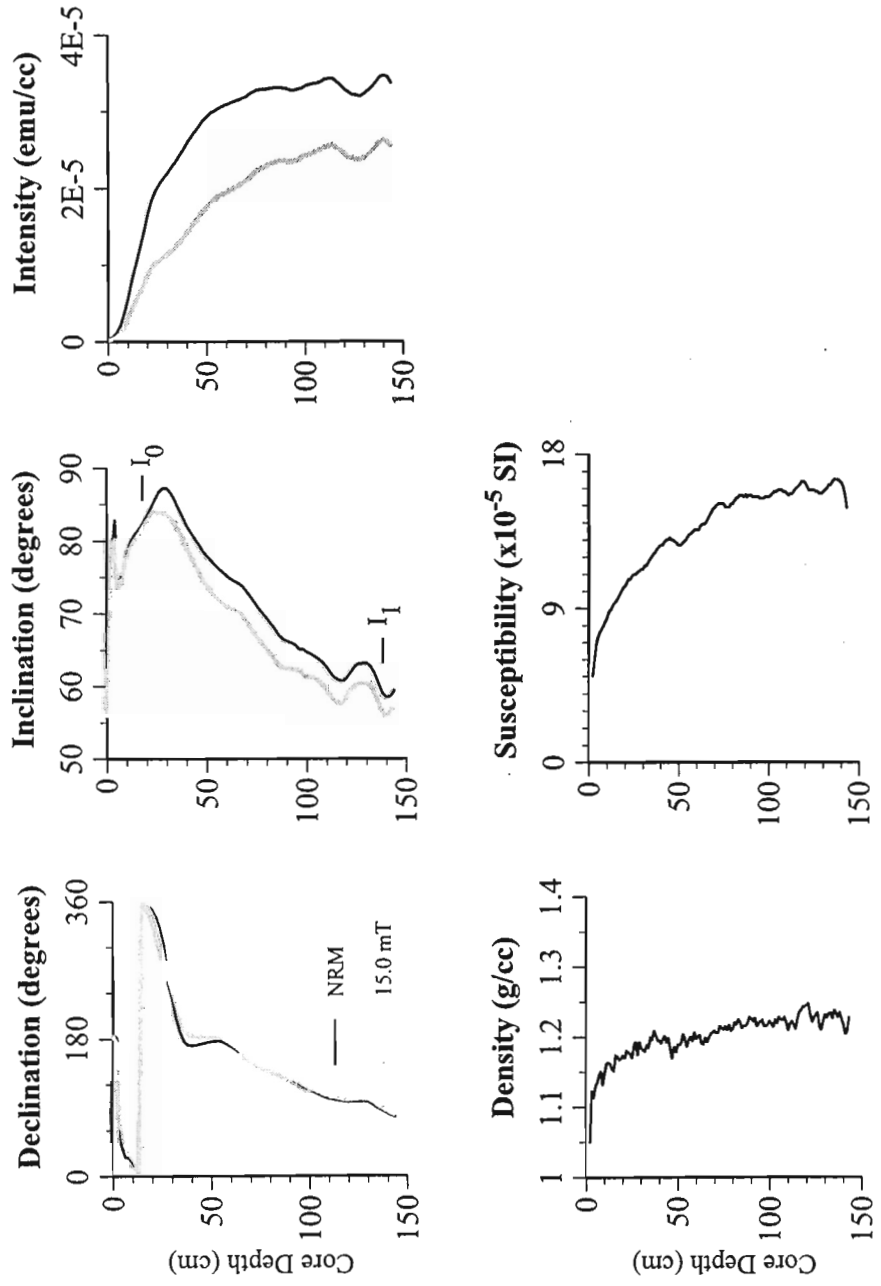 Declination (degrees)
0
180
360
Core Depth (cm)
0
50
100
150
NRM
15.0 mT
Inclination (degrees)
50
60
70
80
90
0
50
100
150
I0
I1
Intensity (emu/cc)
0
2E-5
4E-5
0
50
100
150
Density (g/cc)
1
1.1
1.2
1.3
1.4
Core Depth (cm)
0
50
100
150
Susceptibility (x10-5 SI)
0
9
18
0
50
100
150